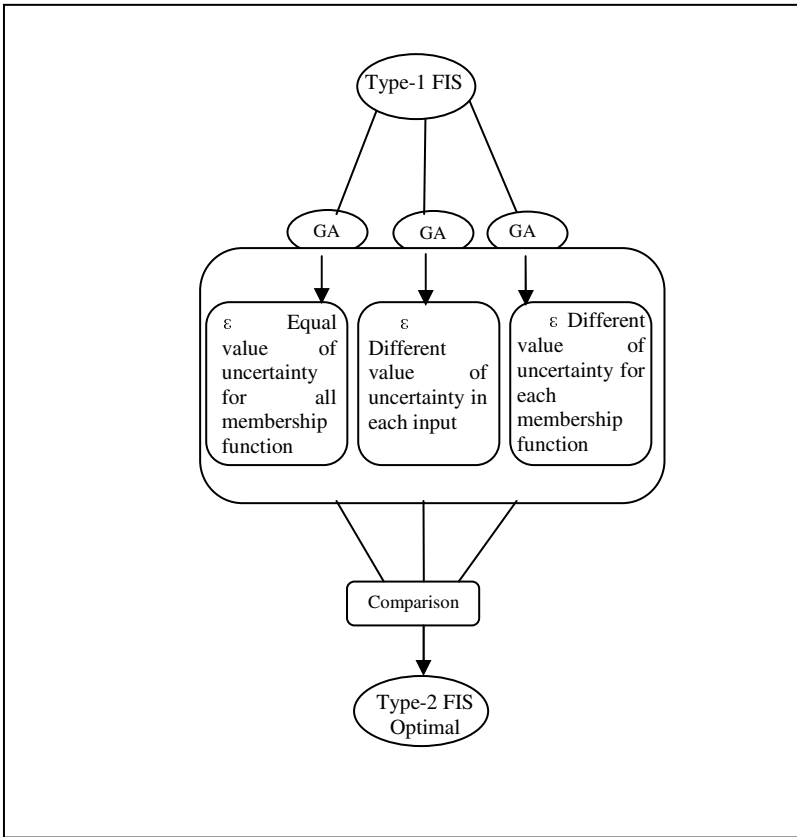 Type-1 FIS
GA
GA
GA
ε Equal
value of
uncertainty
for all
membership
function
ε
Different
value of
uncertainty in
each input
ε Different
value of
uncertainty for
each
membership
function
Comparison
Type-2 FIS
Optimal